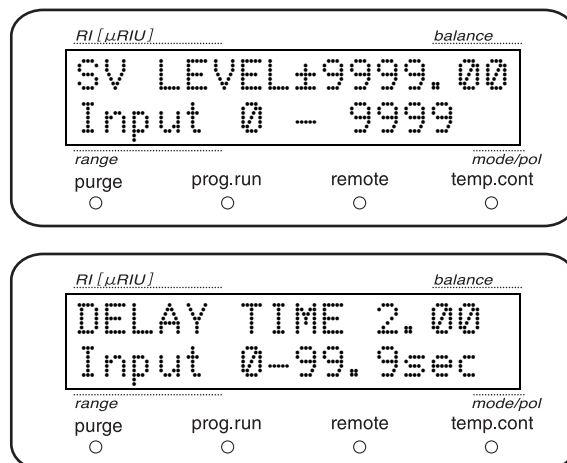 RI [μRIU] balance
SV LEVEL±9999.00
Input 0 – 9999
range mode/pol
purge prog.run remote temp.cont
RI [μRIU] balance
DELAY TIME 2.00
Input 0–99.9sec
range mode/pol
purge prog.run remote temp.cont